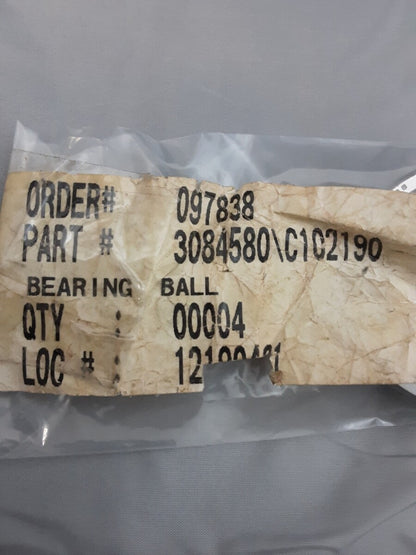 ORDER# 097838
PART # 3084580\C1C2190
BEARING BALL
QTY : 00004
LOC # :